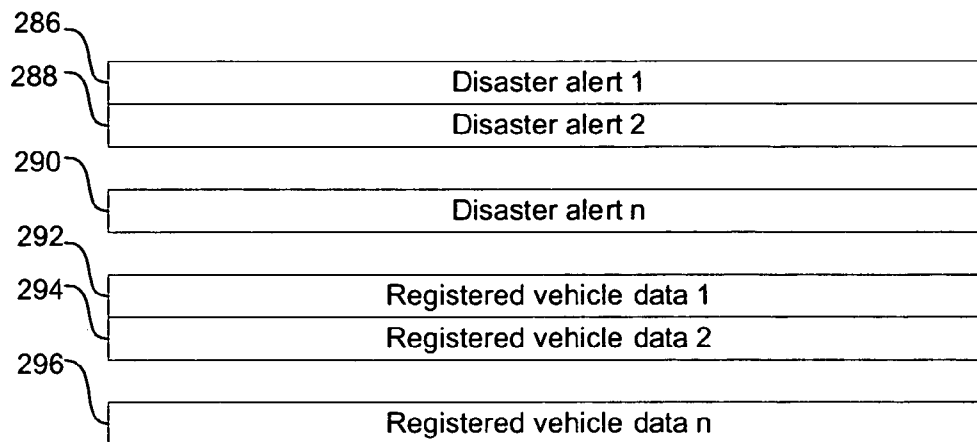 286
Disaster alert 1
288
Disaster alert 2
290
Disaster alert n
292
Registered vehicle data 1
294
Registered vehicle data 2
296
Registered vehicle data n